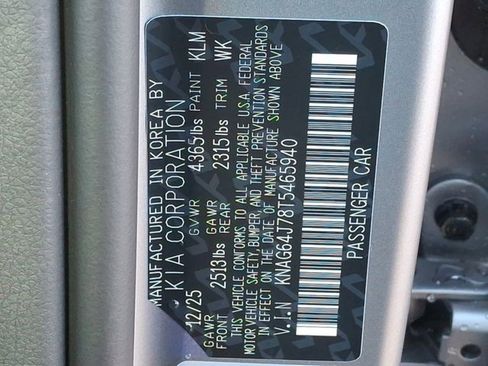 MANUFACTURED IN KOREA BY
KIA CORPORATION
12/25 GVWR 4365lbs PAINT KLM
GAWR FRONT 2513lbs GAWR REAR 2315lbs TRIM WK
THIS VEHICLE CONFORMS TO ALL APPLICABLE U.S.A. FEDERAL
MOTOR VEHICLE SAFETY, BUMPER, AND THEFT PREVENTION STANDARDS
IN EFFECT ON THE DATE OF MANUFACTURE SHOWN ABOVE
V.I.N KNAG64J78T5465940
PASSENGER CAR